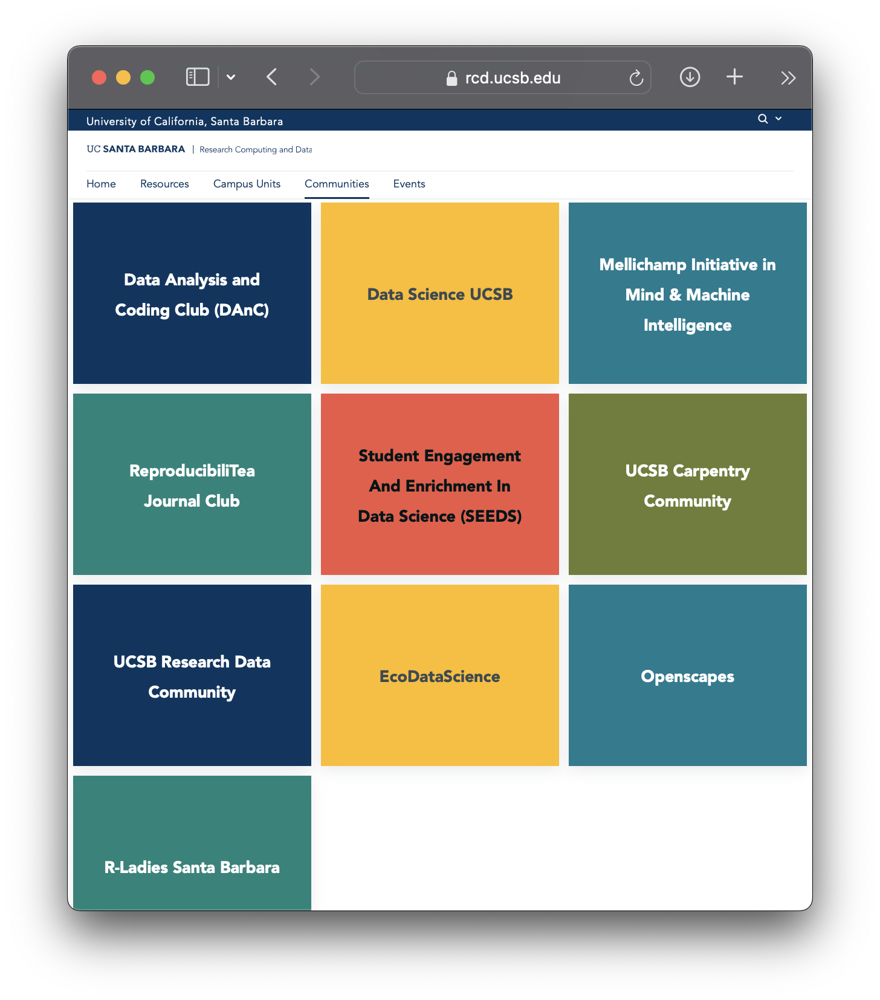 rcd.ucsb.edu
University of California, Santa Barbara
UC SANTA BARBARA | Research Computing and Data
Home Resources Campus Units Communities Events
Data Analysis and
Coding Club (DAnC)
Data Science UCSB
Mellichamp Initiative in
Mind & Machine
Intelligence
ReproducibiliTea
Journal Club
Student Engagement
And Enrichment In
Data Science (SEEDS)
UCSB Carpentry
Community
UCSB Research Data
Community
EcoDataScience
Openscapes
R-Ladies Santa Barbara